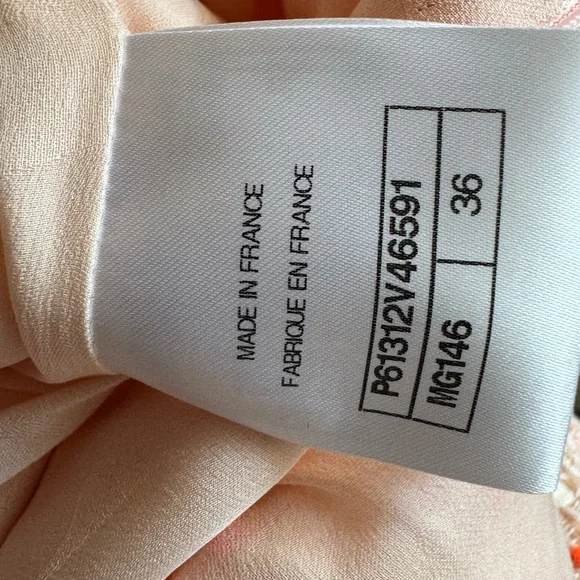 MADE IN FRANCE
FABRIQUE EN FRANCE
P61312V46591
MG146 36